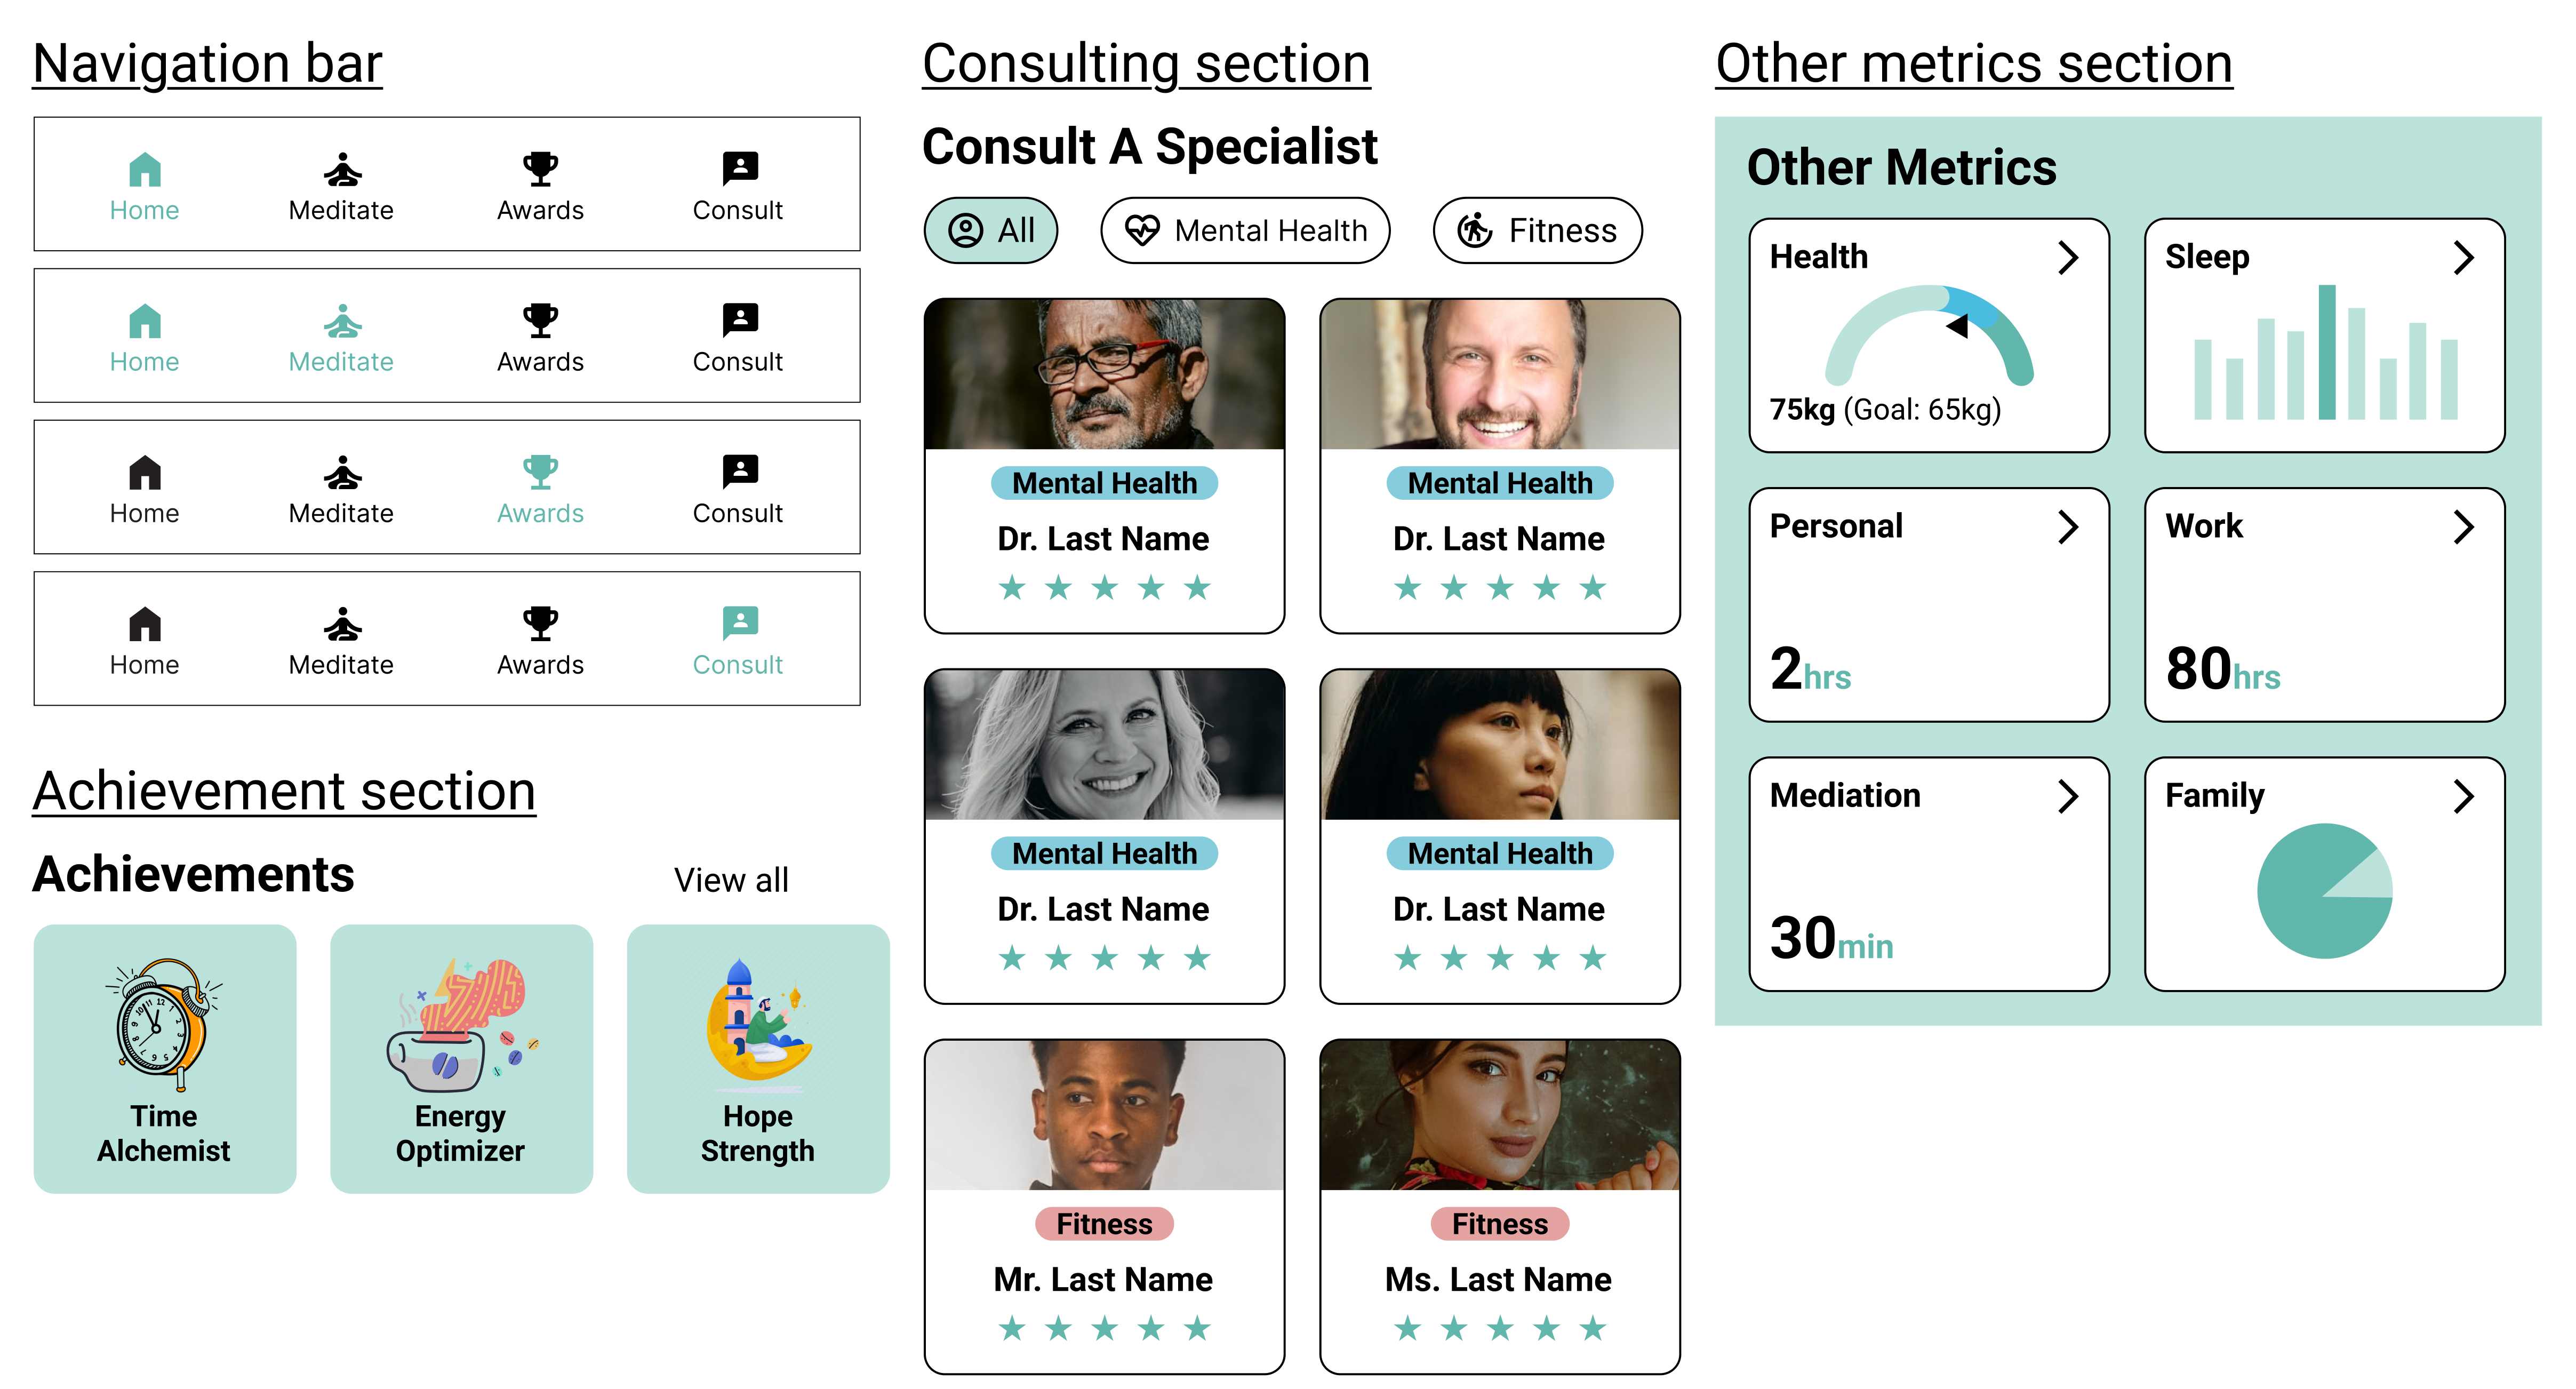 Navigation bar
Home Meditate Awards Consult
Home Meditate Awards Consult
Home Meditate Awards Consult
Home Meditate Awards Consult
Achievement section
Achievements View all
Time
Alchemist
Energy
Optimizer
Hope
Strength
Consulting section
Consult A Specialist
All Mental Health Fitness
Mental Health
Dr. Last Name
Mental Health
Dr. Last Name
Mental Health
Dr. Last Name
Mental Health
Dr. Last Name
Fitness
Mr. Last Name
Fitness
Ms. Last Name
Other metrics section
Other Metrics
Health
75kg (Goal: 65kg)
Sleep
Personal
2hrs
Work
80hrs
Mediation
30min
Family